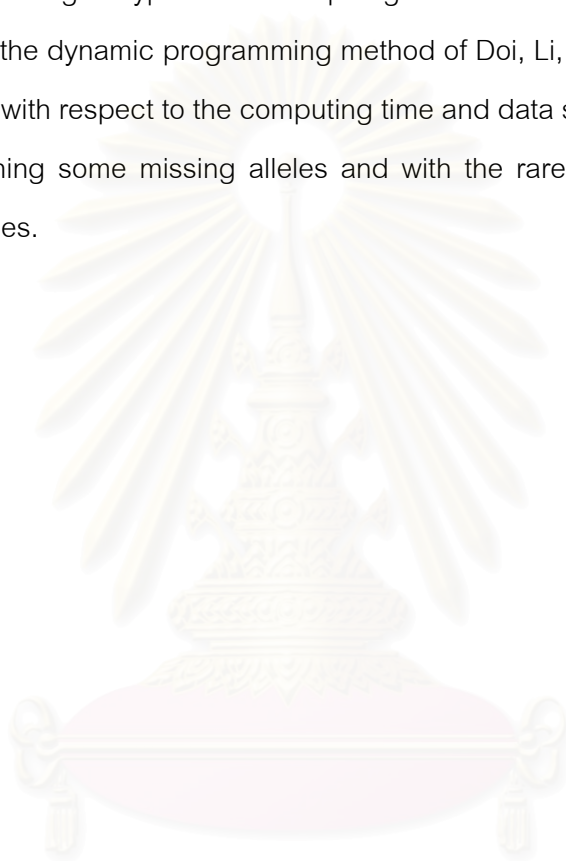 the dynamic programming method of Doi, Li,
with respect to the computing time and data
ning some missing alleles and with the rare
es.